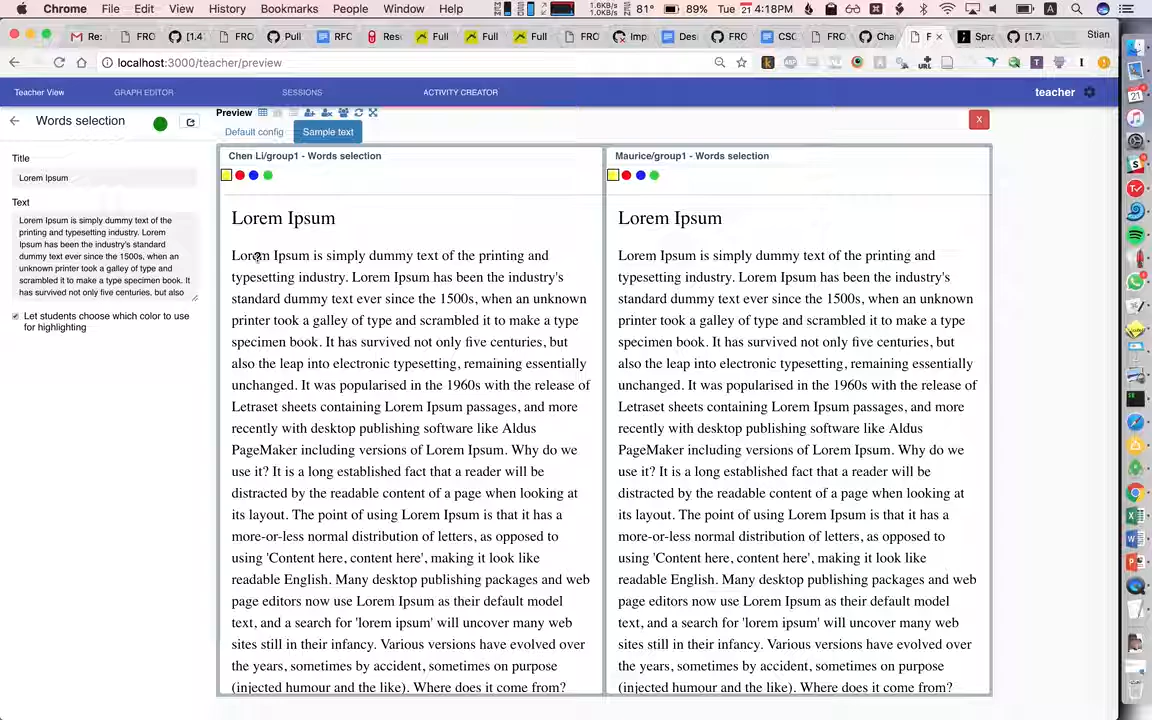 Chrome File Edit View History Bookmarks People Window Help 1.6KB/s 1.0KB/s 81° 89% Tue 21 4:18PM
Re: FRO [1.4 FRO Pull RFC Res Full Full Full FRO Imp Des FRO CSC FRO Cha F Spra [1.7. Stian
localhost:3000/teacher/preview
Teacher View GRAPH EDITOR SESSIONS ACTIVITY CREATOR teacher
Words selection
Title
Lorem Ipsum
Text
Lorem Ipsum is simply dummy text of the
printing and typesetting industry. Lorem
Ipsum has been the industry's standard
dummy text ever since the 1500s, when an
unknown printer took a galley of type and
scrambled it to make a type specimen book. It
has survived not only five centuries, but also
Let students choose which color to use
for highlighting
Preview
Default config Sample text
X
Chen Li/group1 - Words selection
Lorem Ipsum
Lorem Ipsum is simply dummy text of the printing and
typesetting industry. Lorem Ipsum has been the industry's
standard dummy text ever since the 1500s, when an unknown
printer took a galley of type and scrambled it to make a type
specimen book. It has survived not only five centuries, but
also the leap into electronic typesetting, remaining essentially
unchanged. It was popularised in the 1960s with the release of
Letraset sheets containing Lorem Ipsum passages, and more
recently with desktop publishing software like Aldus
PageMaker including versions of Lorem Ipsum. Why do we
use it? It is a long established fact that a reader will be
distracted by the readable content of a page when looking at
its layout. The point of using Lorem Ipsum is that it has a
more-or-less normal distribution of letters, as opposed to
using 'Content here, content here', making it look like
readable English. Many desktop publishing packages and web
page editors now use Lorem Ipsum as their default model
text, and a search for 'lorem ipsum' will uncover many web
sites still in their infancy. Various versions have evolved over
the years, sometimes by accident, sometimes on purpose
(injected humour and the like). Where does it come from?
Maurice/group1 - Words selection
Lorem Ipsum
Lorem Ipsum is simply dummy text of the printing and
typesetting industry. Lorem Ipsum has been the industry's
standard dummy text ever since the 1500s, when an unknown
printer took a galley of type and scrambled it to make a type
specimen book. It has survived not only five centuries, but
also the leap into electronic typesetting, remaining essentially
unchanged. It was popularised in the 1960s with the release of
Letraset sheets containing Lorem Ipsum passages, and more
recently with desktop publishing software like Aldus
PageMaker including versions of Lorem Ipsum. Why do we
use it? It is a long established fact that a reader will be
distracted by the readable content of a page when looking at
its layout. The point of using Lorem Ipsum is that it has a
more-or-less normal distribution of letters, as opposed to
using 'Content here, content here', making it look like
readable English. Many desktop publishing packages and web
page editors now use Lorem Ipsum as their default model
text, and a search for 'lorem ipsum' will uncover many web
sites still in their infancy. Various versions have evolved over
the years, sometimes by accident, sometimes on purpose
(injected humour and the like). Where does it come from?